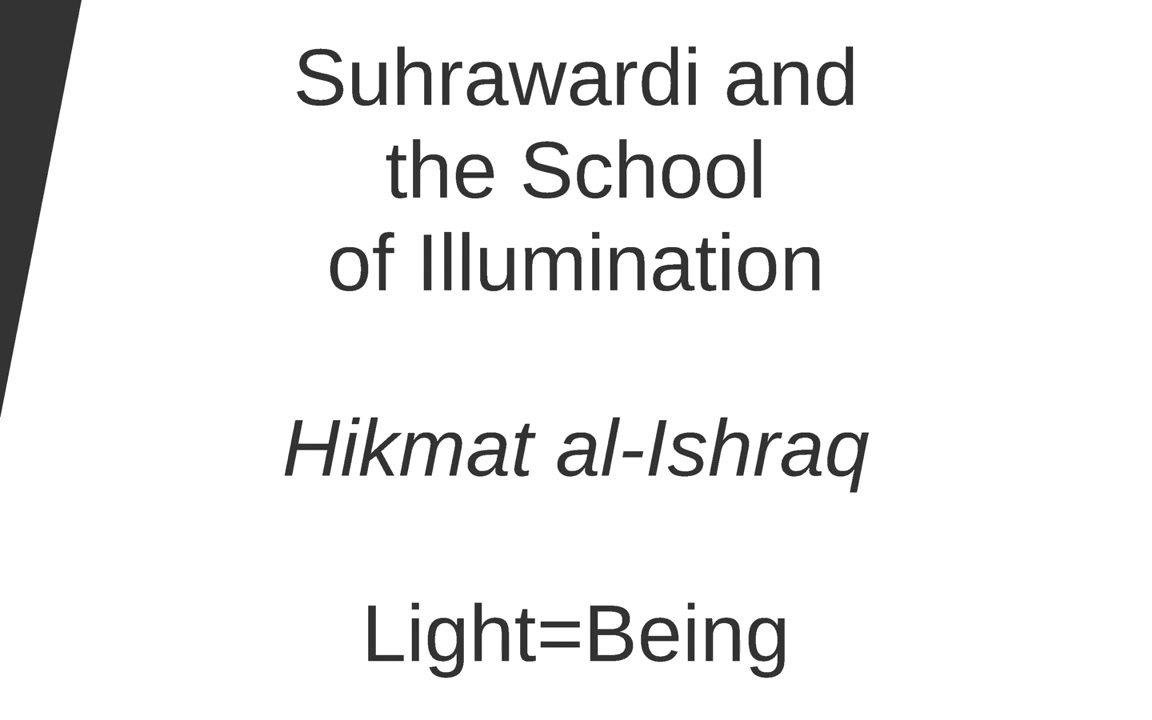 Suhrawardi and
the School
of Illumination
Hikmat al-Ishraq
Light=Being